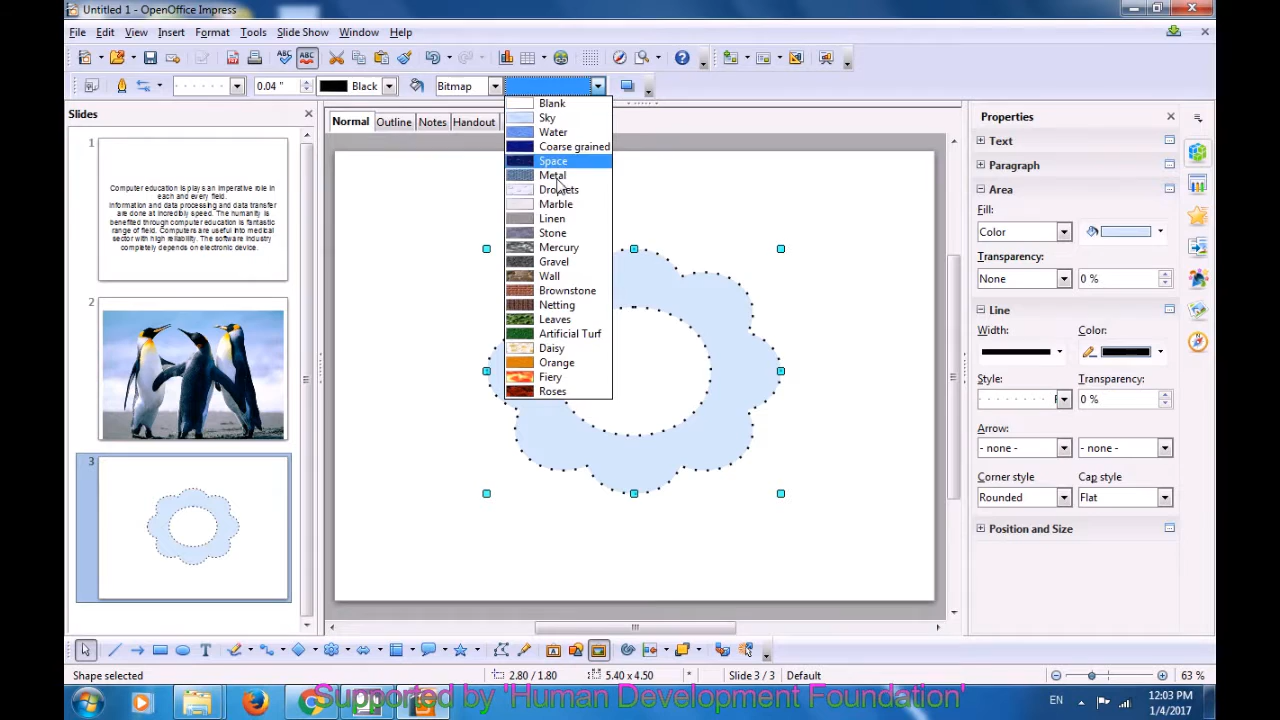 Untitled 1 - OpenOffice Impress
File Edit View Insert Format Tools Slide Show Window Help
0.04 " Black Bitmap
Slides
Normal Outline Notes Handout
Properties
Blank
Sky
Water
Coarse grained
Space
Metal
Droplets
Marble
Linen
Stone
Mercury
Gravel
Wall
Brownstone
Netting
Leaves
Artificial Turf
Daisy
Orange
Fiery
Roses
1
Computer education is plays an imperative role in
each and every field.
Information and data processing and data transfer
are done at incredibly speed. The humanity is
benefited through computer education is fantastic
range of field. Computers are useful into medical
sector with high reliability. The software industry
completely depends on electronic device.
2
3
Text
Paragraph
Area
Fill:
Color
Transparency:
None 0 %
Line
Width: Color:
Style: Transparency:
0 %
Arrow:
- none - - none -
Corner style Cap style
Rounded Flat
Position and Size
Shape selected 2.80 / 1.80 5.40 x 4.50 * Slide 3 / 3 Default 63 %
Supported by 'Human Development Foundation'
EN 12:03 PM
1/4/2017